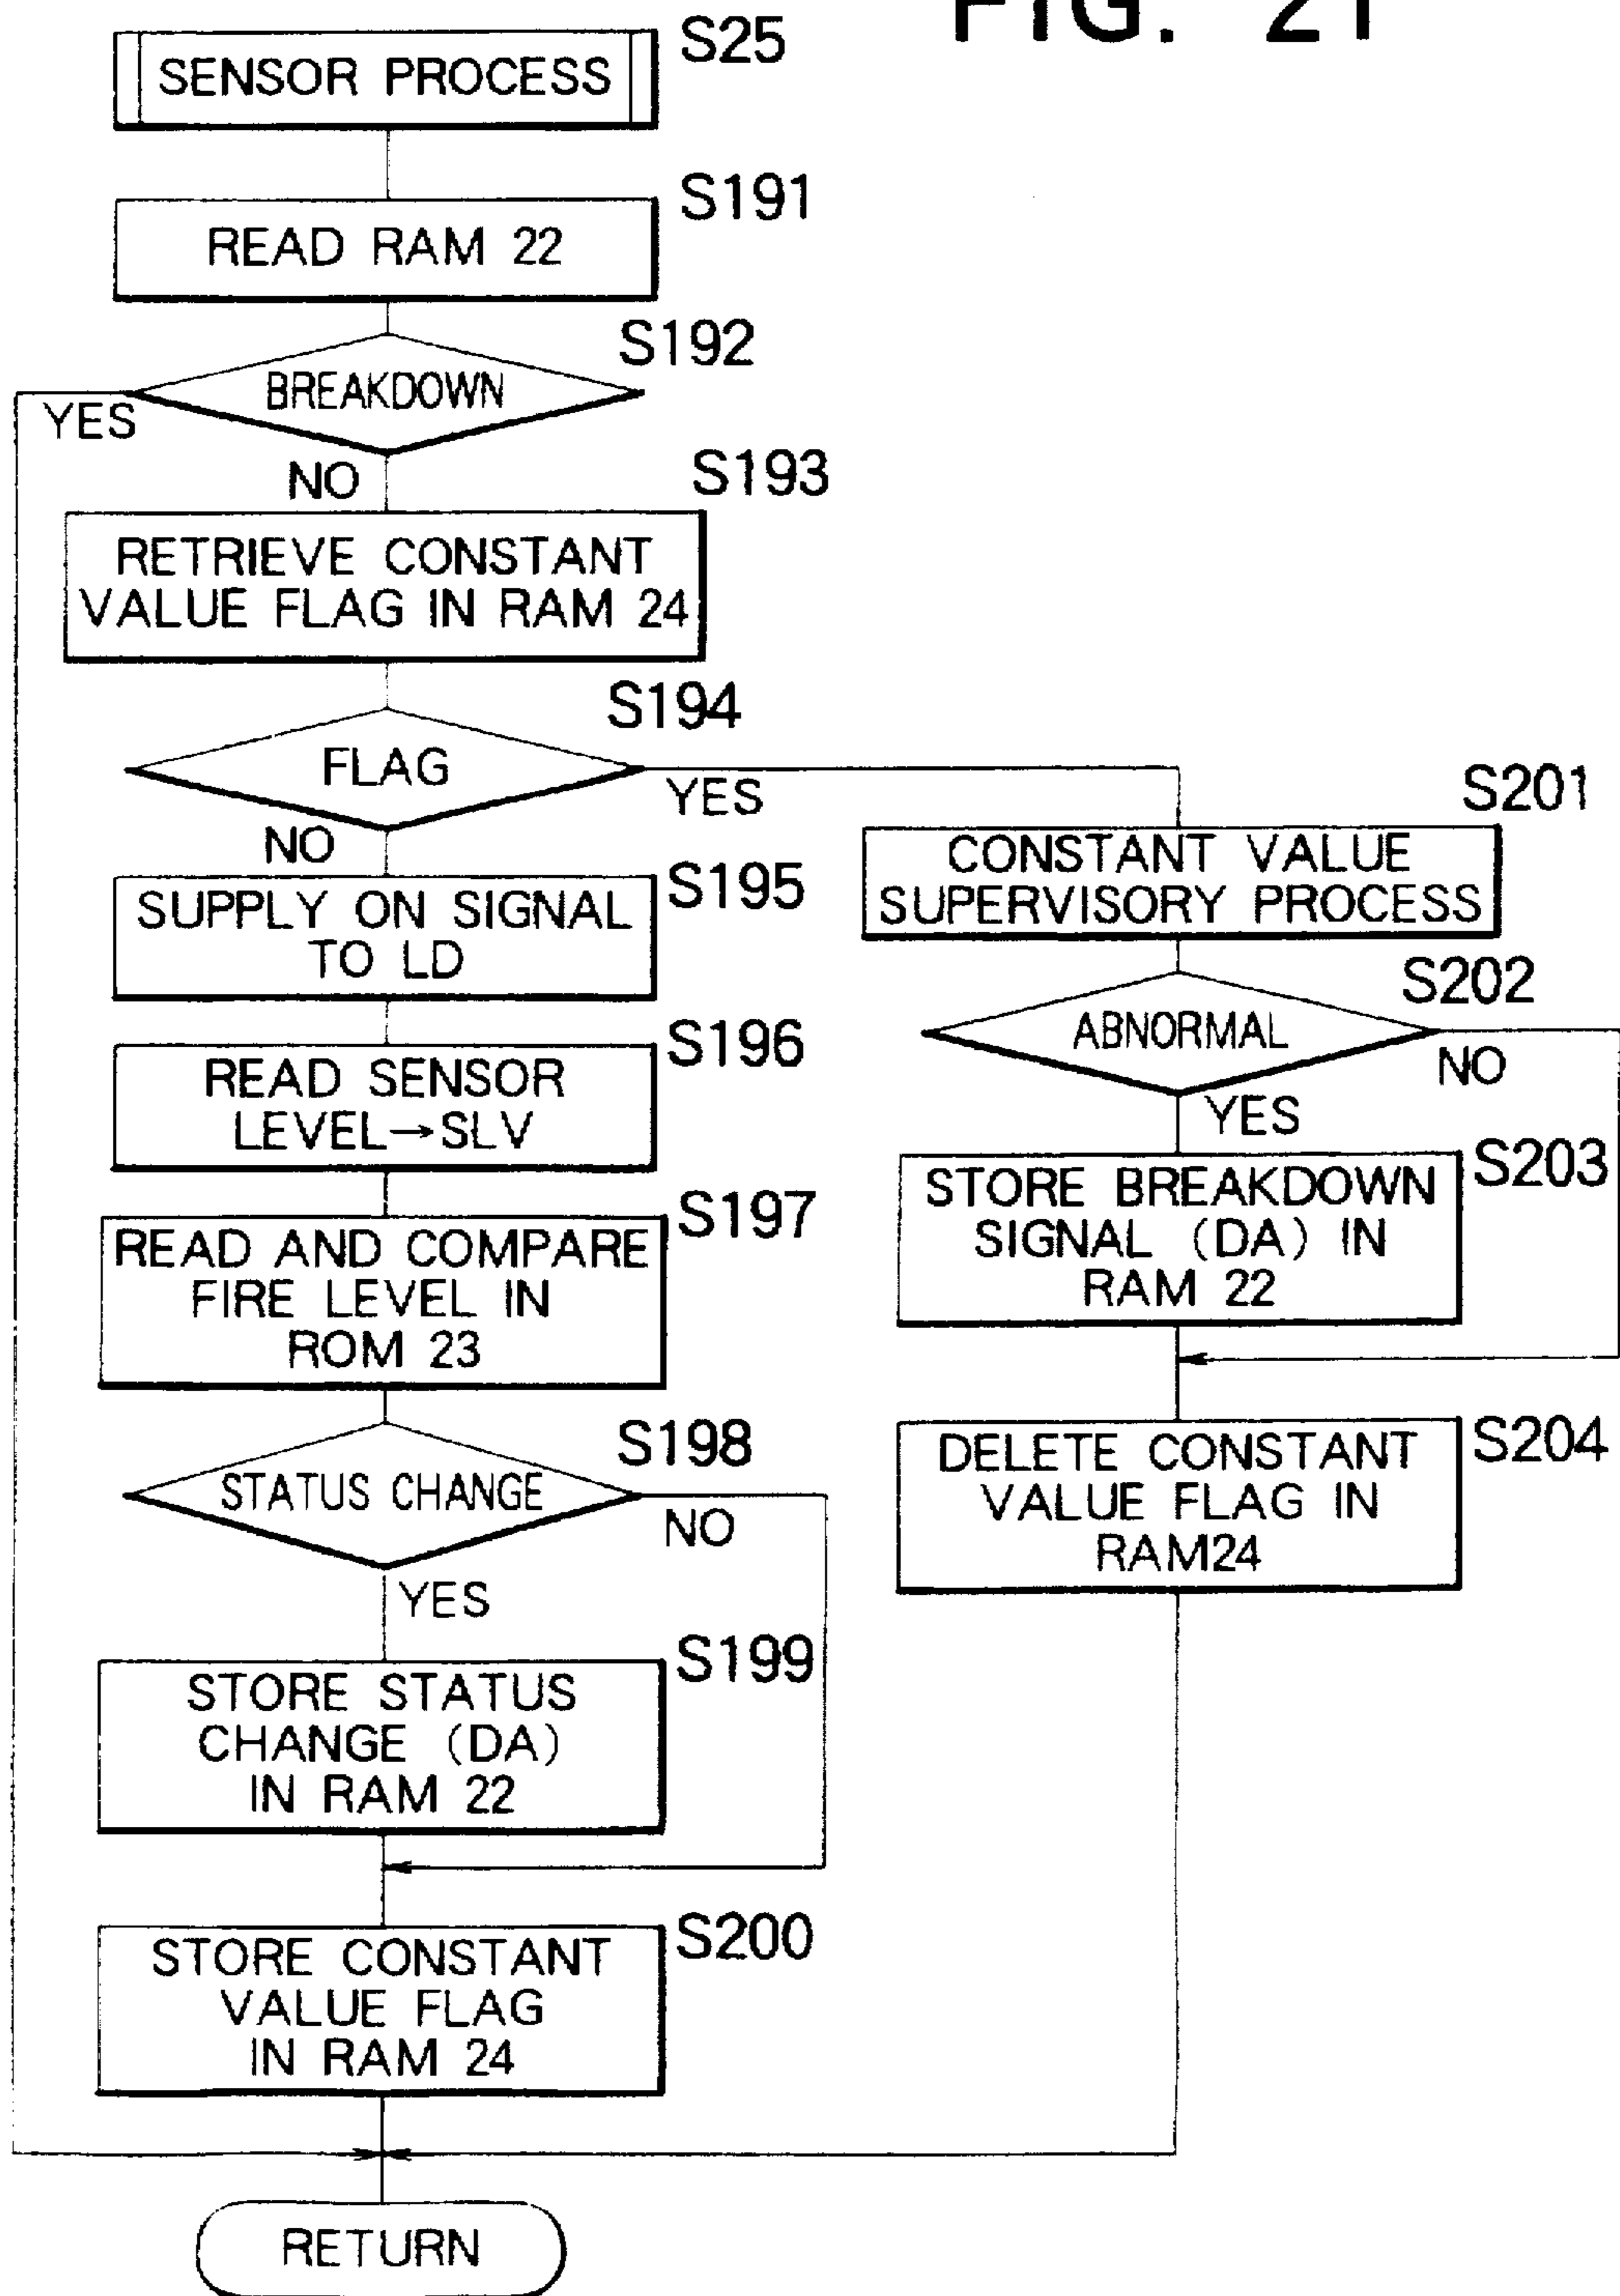 FIG. 21
SENSOR PROCESS
S25
READ RAM 22
S191
BREAKDOWN
S192
YES
NO
RETRIEVE CONSTANT
VALUE FLAG IN RAM 24
S193
FLAG
S194
YES
NO
SUPPLY ON SIGNAL
TO LD
S195
READ SENSOR
LEVEL→SLV
S196
READ AND COMPARE
FIRE LEVEL IN
ROM 23
S197
STATUS CHANGE
S198
NO
YES
STORE STATUS
CHANGE (DA)
IN RAM 22
S199
STORE CONSTANT
VALUE FLAG
IN RAM 24
S200
CONSTANT VALUE
SUPERVISORY PROCESS
S201
ABNORMAL
S202
NO
YES
STORE BREAKDOWN
SIGNAL (DA) IN
RAM 22
S203
DELETE CONSTANT
VALUE FLAG IN
RAM24
S204
RETURN